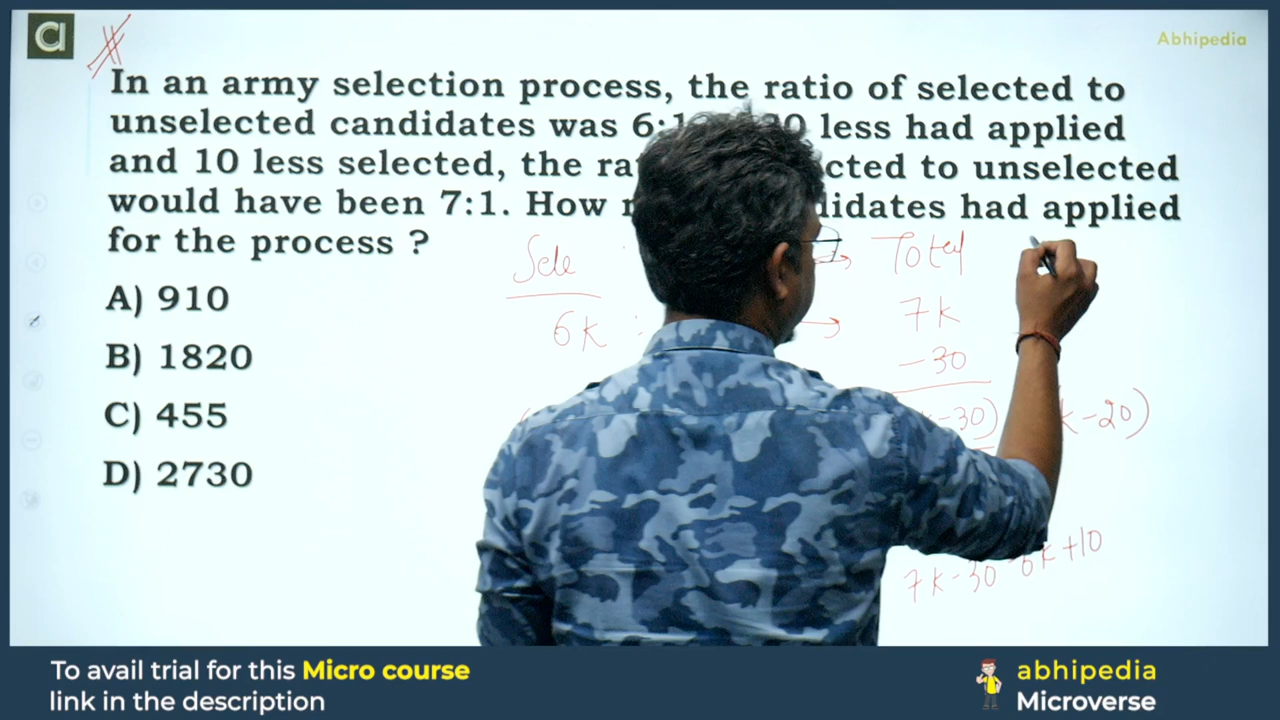 Abhipedia
In an army selection process, the ratio of selected to
unselected candidates was 6:1 less had applied
and 10 less selected, the to unselected
would have been 7:1. How had applied
for the process ?
A) 910
B) 1820
C) 455
D) 2730
Sele : → Total
6k : → 7k
-30
k-30) k-20)
7k-30-6k+10
To avail trial for this Micro course
link in the description
abhipedia
Microverse